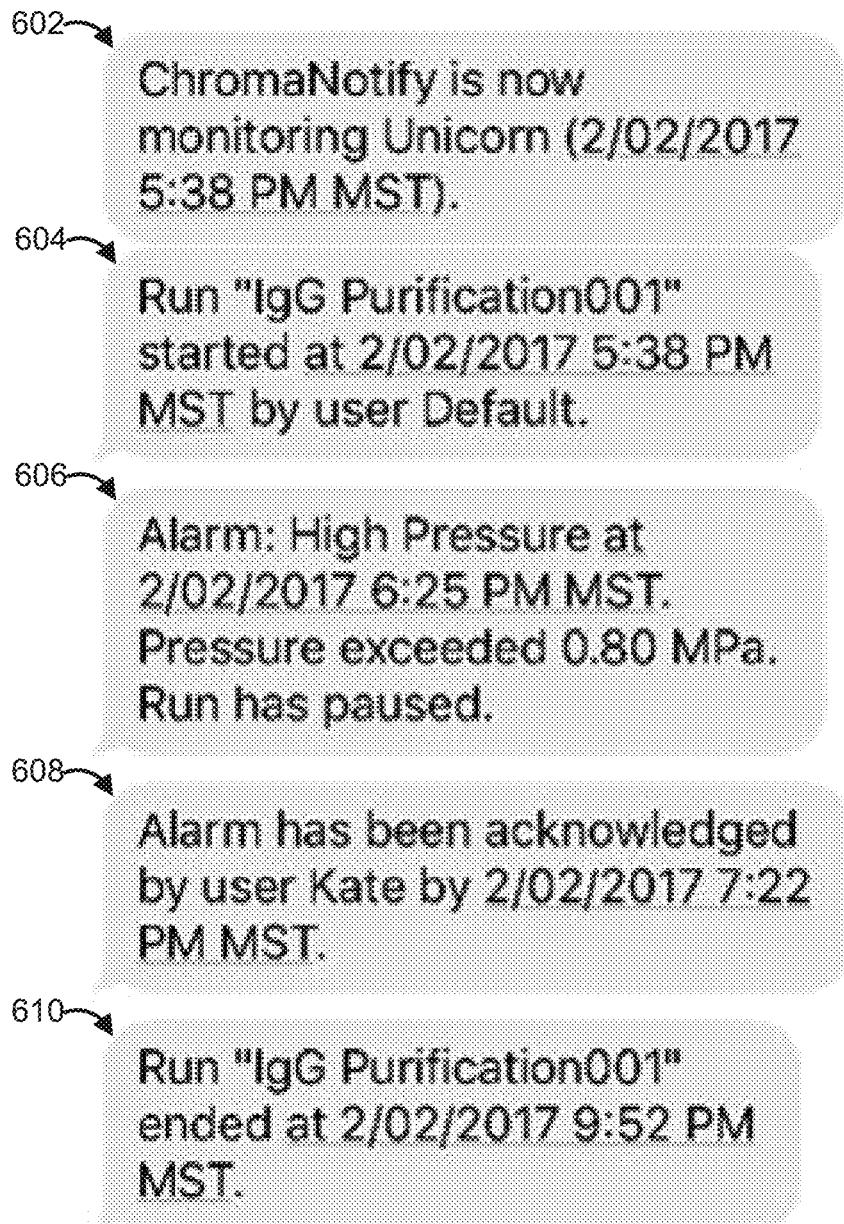 602
ChromaNotify is now
monitoring Unicorn (2/02/2017
5:38 PM MST).
604
Run "IgG Purification001"
started at 2/02/2017 5:38 PM
MST by user Default.
606
Alarm: High Pressure at
2/02/2017 6:25 PM MST.
Pressure exceeded 0.80 MPa.
Run has paused.
608
Alarm has been acknowledged
by user Kate by 2/02/2017 7:22
PM MST.
610
Run "IgG Purification001"
ended at 2/02/2017 9:52 PM
MST.